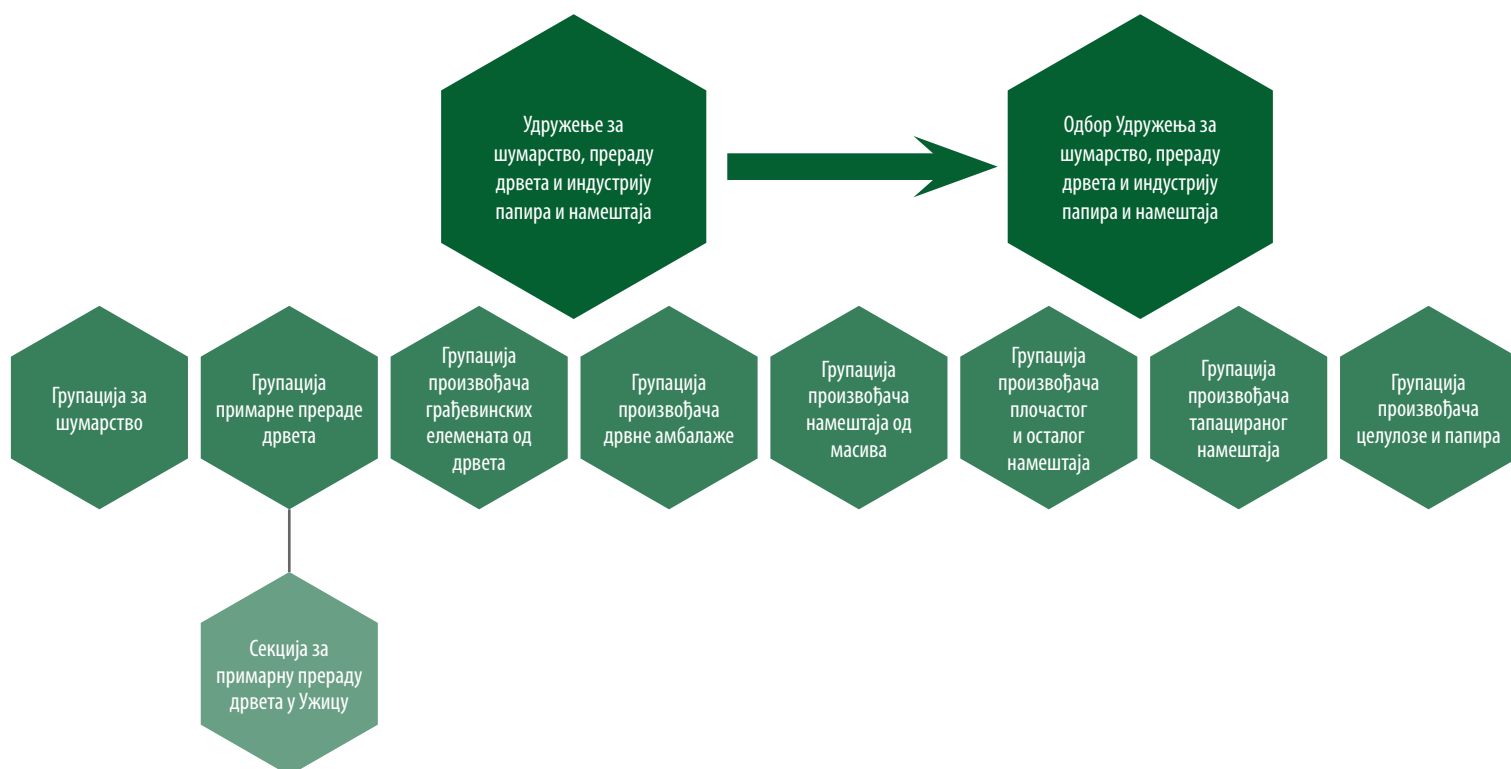 Удружење за
шумарство, прераду
дрвета и индустрију
папира и намештаја
Одбор Удружења за
шумарство, прераду
дрвета и индустрију
папира и намештаја
Групација за
шумарство
Групација
примарне прераде
дрвета
Групација
произвођача
грађевинских
елемената од
дрвета
Групација
произвођача
дрвне амбалаже
Групација
произвођача
намештаја од
масива
Групација
произвођача
плочастог
и осталог
намештаја
Групација
произвођача
тапацираног
намештаја
Групација
произвођача
целулозе и папира
Секција за
примарну прераду
дрвета у Ужицу